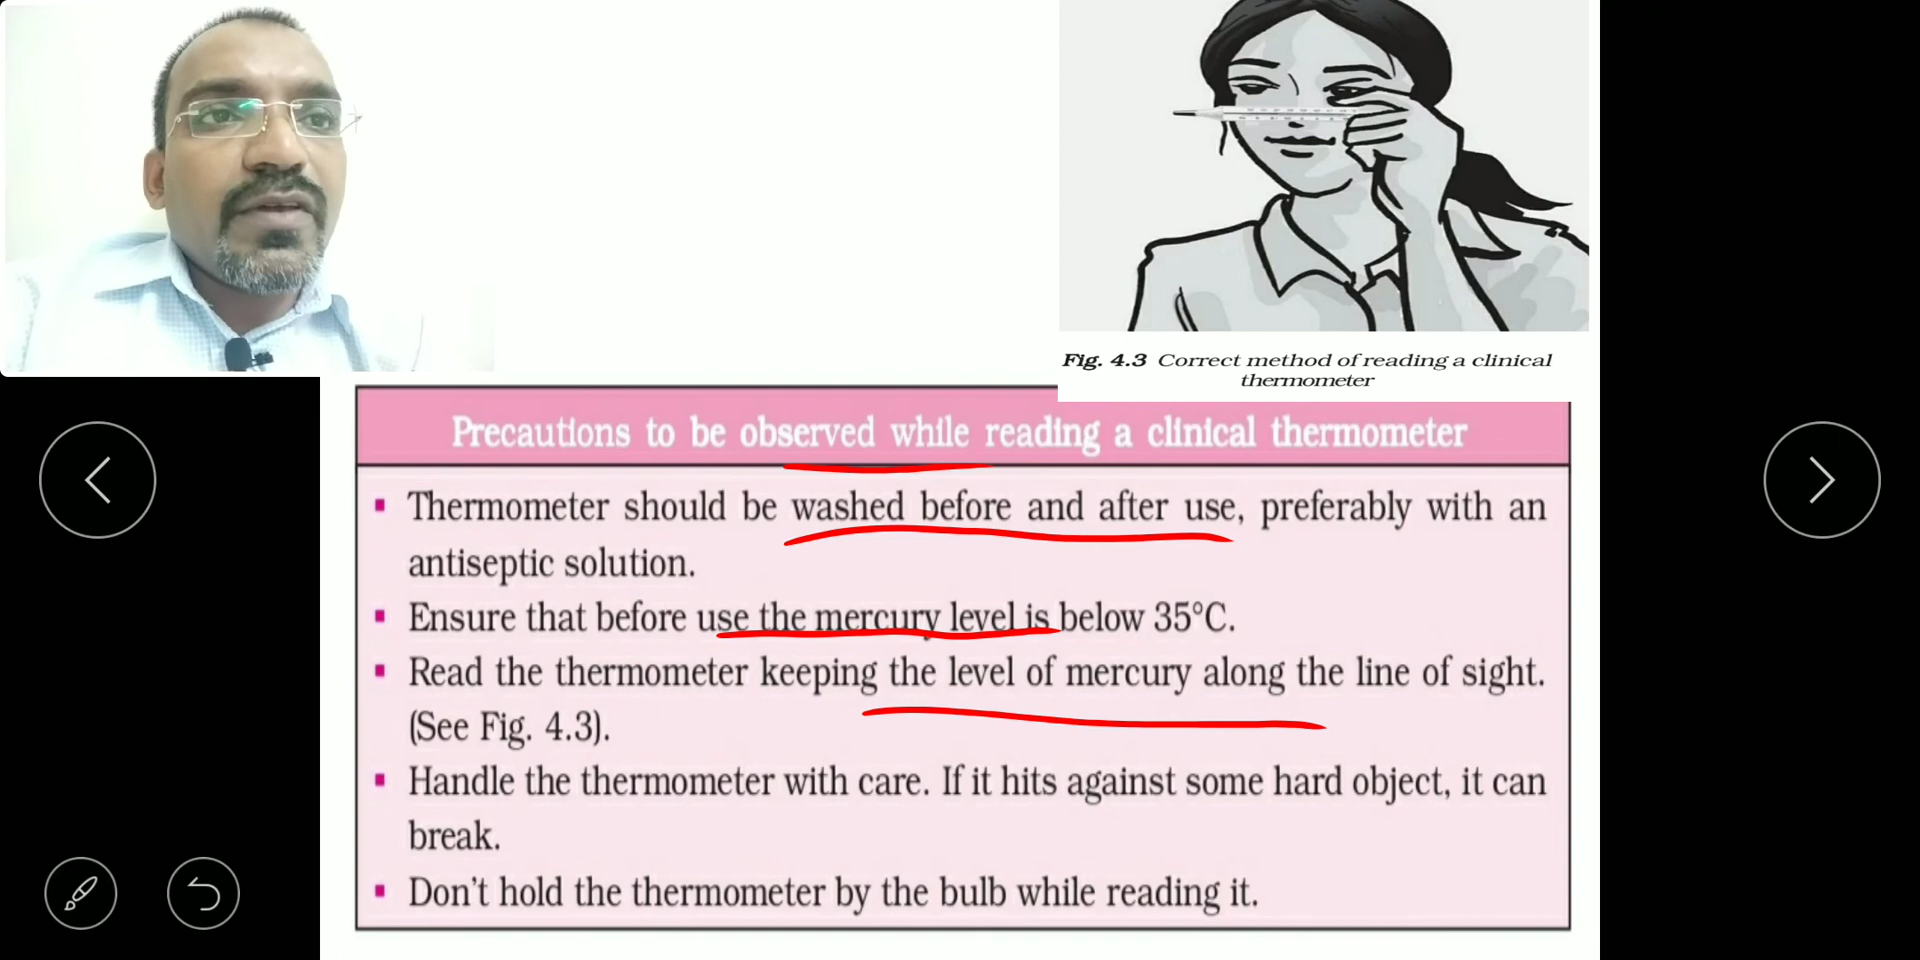 Fig. 4.3 Correct method of reading a clinical
thermometer
Precautions to be observed while reading a clinical thermometer
▪ Thermometer should be washed before and after use, preferably with an
antiseptic solution.
▪ Ensure that before use the mercury level is below 35°C.
▪ Read the thermometer keeping the level of mercury along the line of sight.
(See Fig. 4.3).
▪ Handle the thermometer with care. If it hits against some hard object, it can
break.
▪ Don't hold the thermometer by the bulb while reading it.